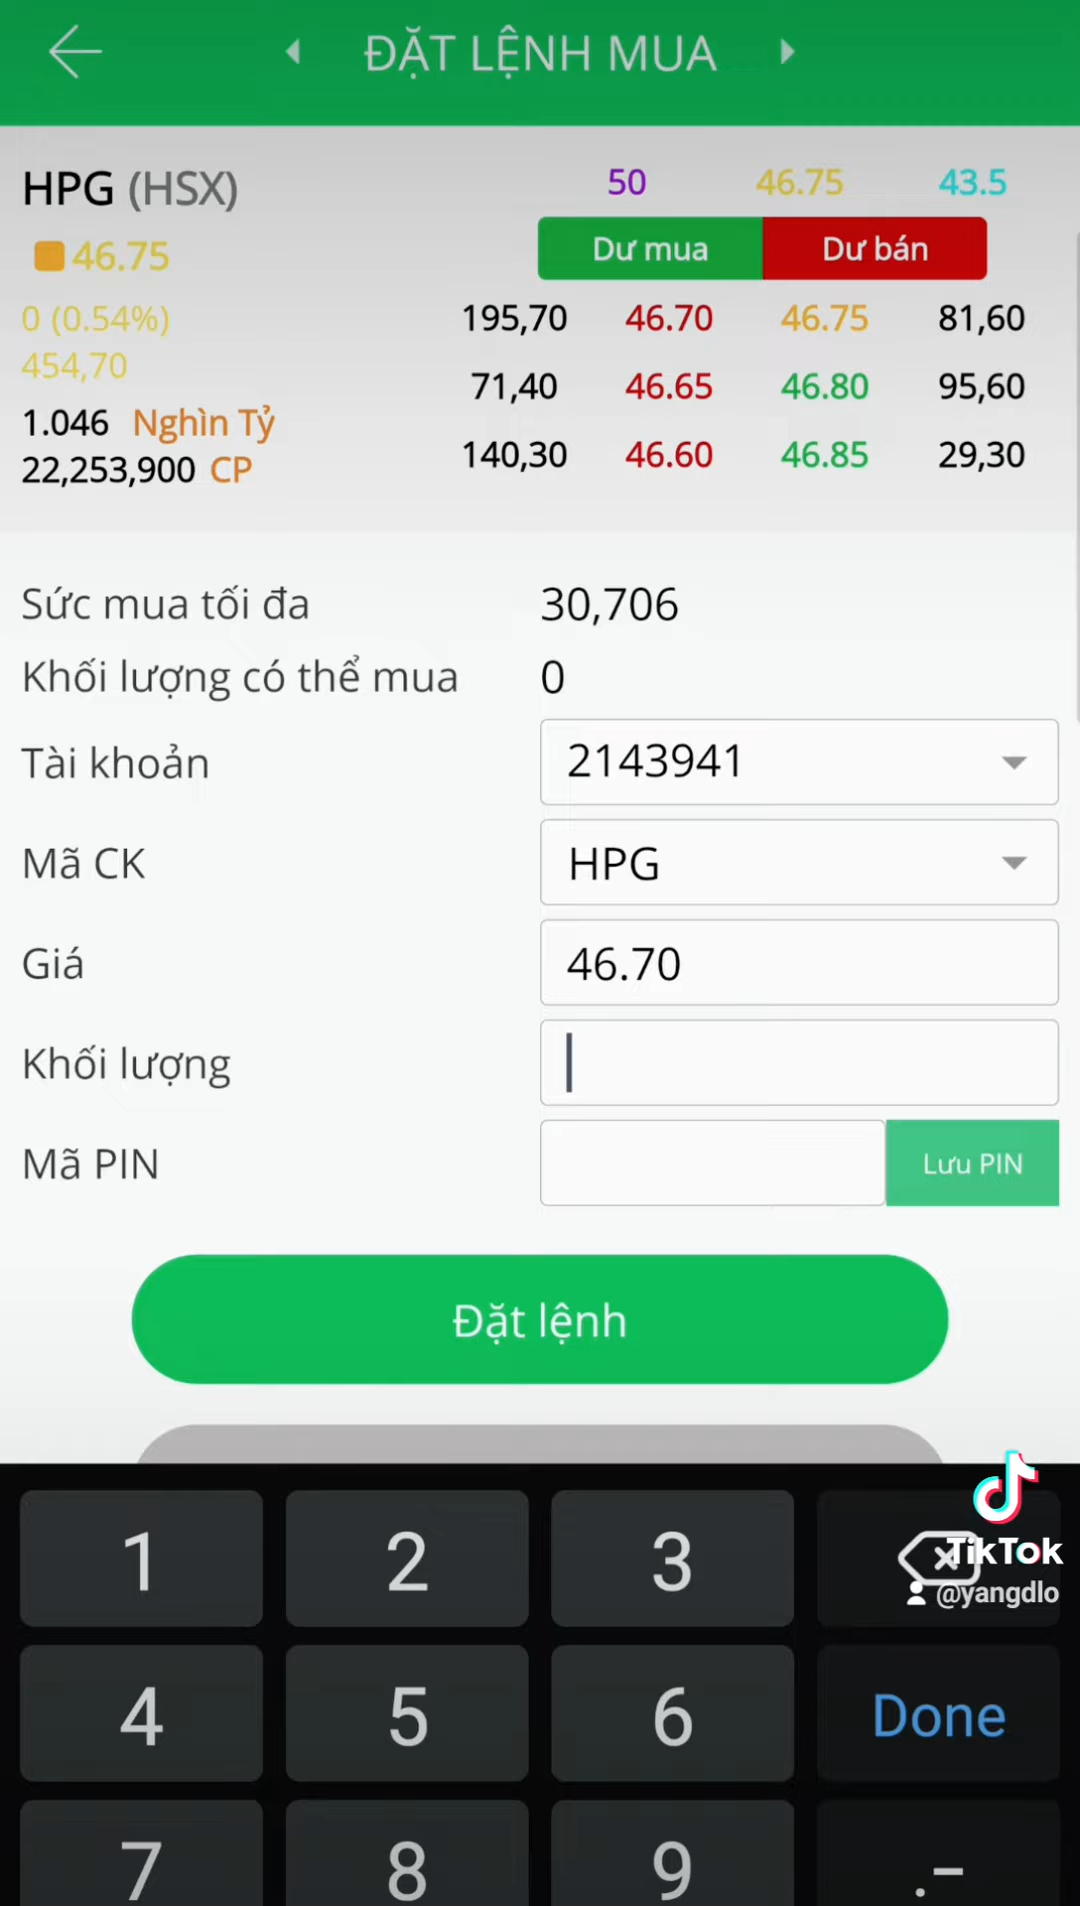 ĐẶT LỆNH MUA
HPG (HSX)
50 46.75 43.5
46.75
Dư mua Dư bán
0 (0.54%)
454,70
1.046 Nghìn Tỷ
22,253,900 CP
195,70 46.70 46.75 81,60
71,40 46.65 46.80 95,60
140,30 46.60 46.85 29,30
Sức mua tối đa 30,706
Khối lượng có thể mua 0
Tài khoản 2143941
Mã CK HPG
Giá 46.70
Khối lượng
Mã PIN Lưu PIN
Đặt lệnh
1 2 3
TikTok
@yangdlo
4 5 6 Done
7 8 9 .-